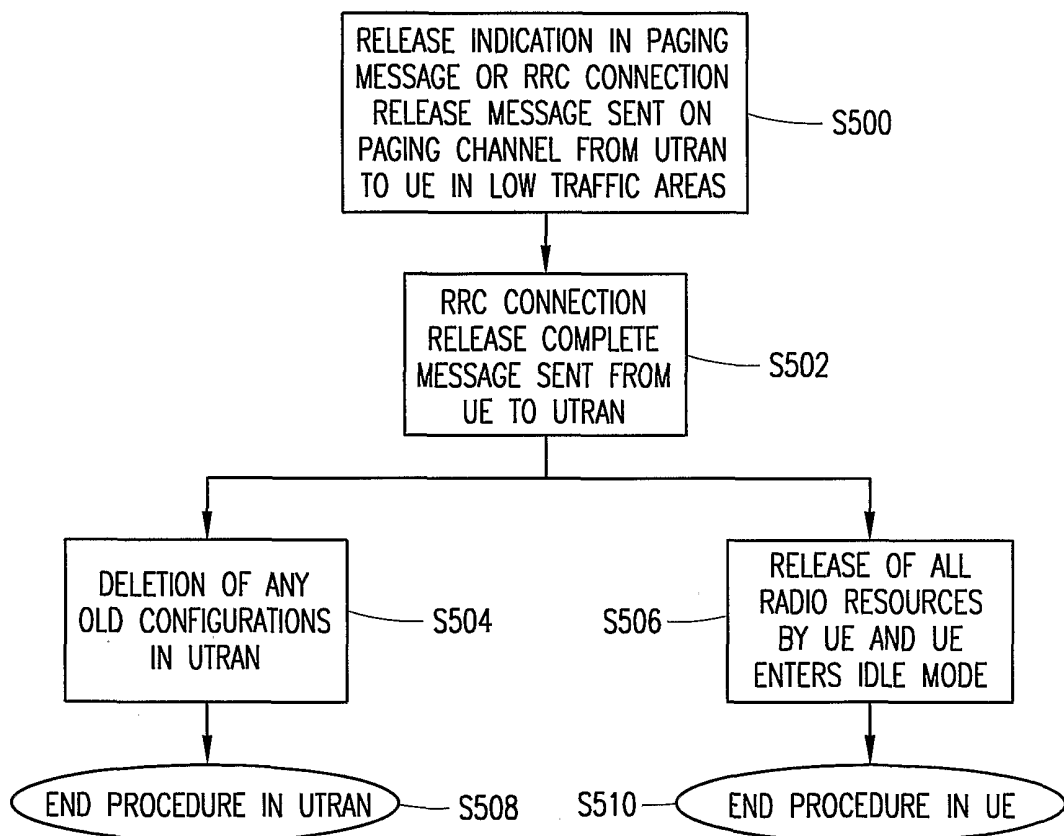 RELEASE INDICATION IN PAGING
MESSAGE OR RRC CONNECTION
RELEASE MESSAGE SENT ON
PAGING CHANNEL FROM UTRAN
TO UE IN LOW TRAFFIC AREAS
S500
RRC CONNECTION
RELEASE COMPLETE
MESSAGE SENT FROM
UE TO UTRAN
S502
DELETION OF ANY
OLD CONFIGURATIONS
IN UTRAN
S504
S506
RELEASE OF ALL
RADIO RESOURCES
BY UE AND UE
ENTERS IDLE MODE
END PROCEDURE IN UTRAN
S508
S510
END PROCEDURE IN UE